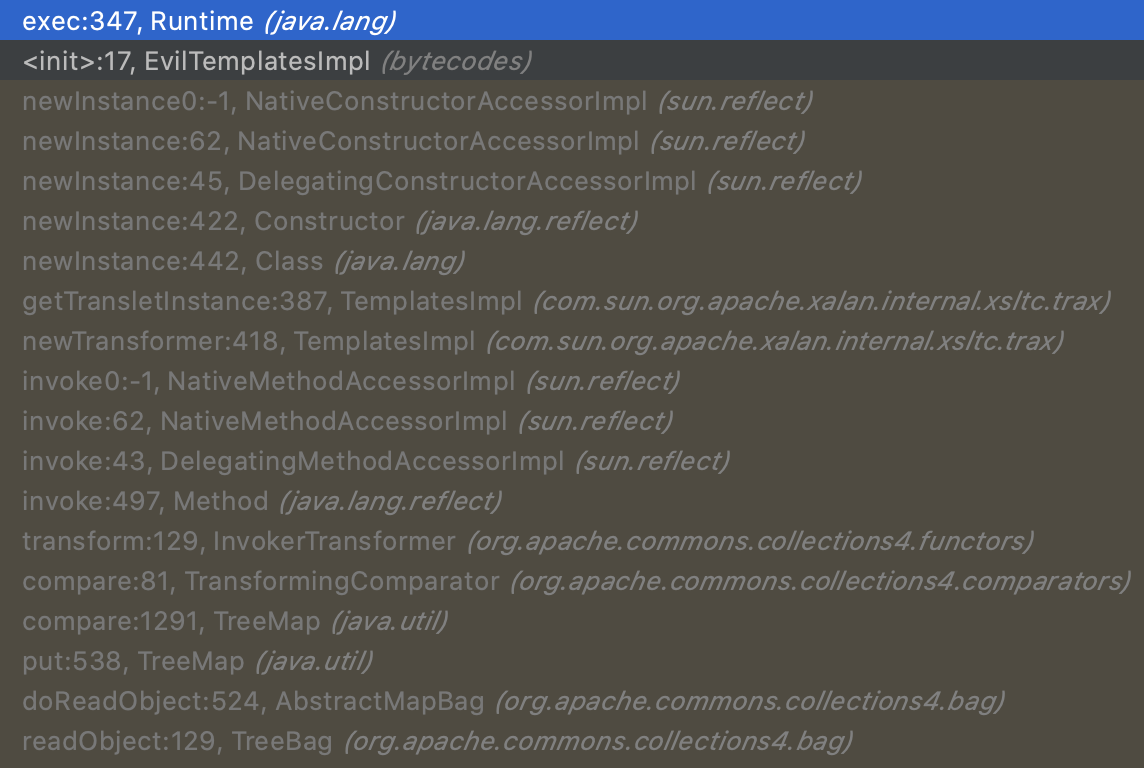 exec:347, Runtime (java.lang)
<init>:17, EvilTemplatesImpl (bytecodes)
newInstance0:-1, NativeConstructorAccessorImpl (sun.reflect)
newInstance:62, NativeConstructorAccessorImpl (sun.reflect)
newInstance:45, DelegatingConstructorAccessorImpl (sun.reflect)
newInstance:422, Constructor (java.lang.reflect)
newInstance:442, Class (java.lang)
getTransletInstance:387, TemplatesImpl (com.sun.org.apache.xalan.internal.xsltc.trax)
newTransformer:418, TemplatesImpl (com.sun.org.apache.xalan.internal.xsltc.trax)
invoke0:-1, NativeMethodAccessorImpl (sun.reflect)
invoke:62, NativeMethodAccessorImpl (sun.reflect)
invoke:43, DelegatingMethodAccessorImpl (sun.reflect)
invoke:497, Method (java.lang.reflect)
transform:129, InvokerTransformer (org.apache.commons.collections4.functors)
compare:81, TransformingComparator (org.apache.commons.collections4.comparators)
compare:1291, TreeMap (java.util)
put:538, TreeMap (java.util)
doReadObject:524, AbstractMapBag (org.apache.commons.collections4.bag)
readObject:129, TreeBag (org.apache.commons.collections4.bag)